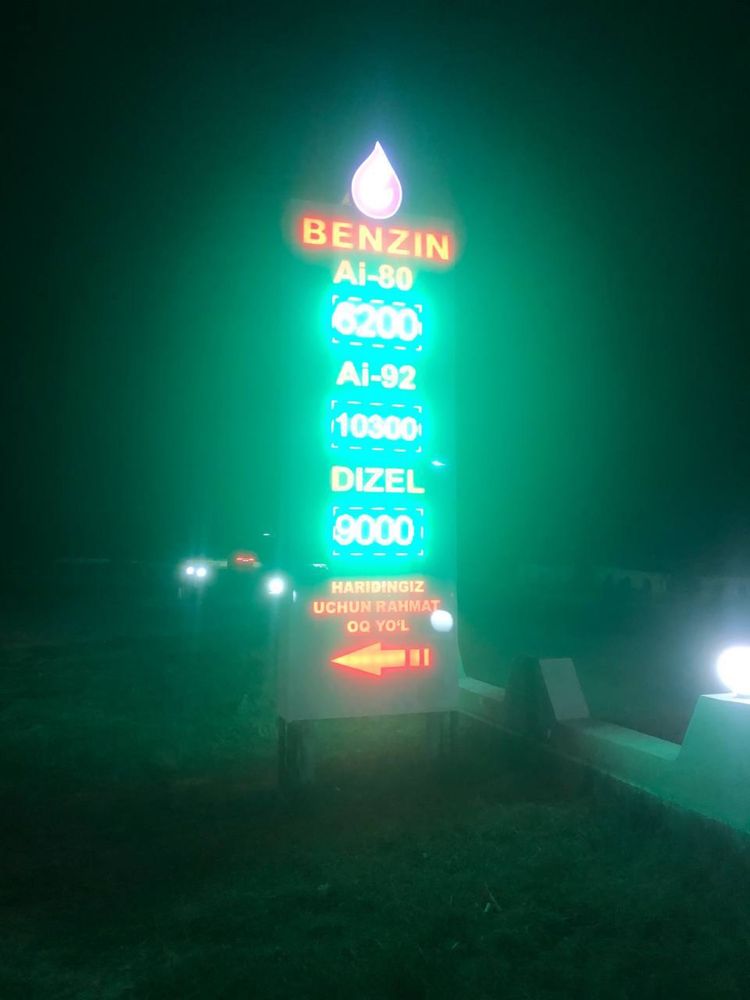 BENZIN
Ai-80
6200
Ai-92
10300
DIZEL
9000
HARIDINGIZ
UCHUN RAHMAT
OQ YO'L